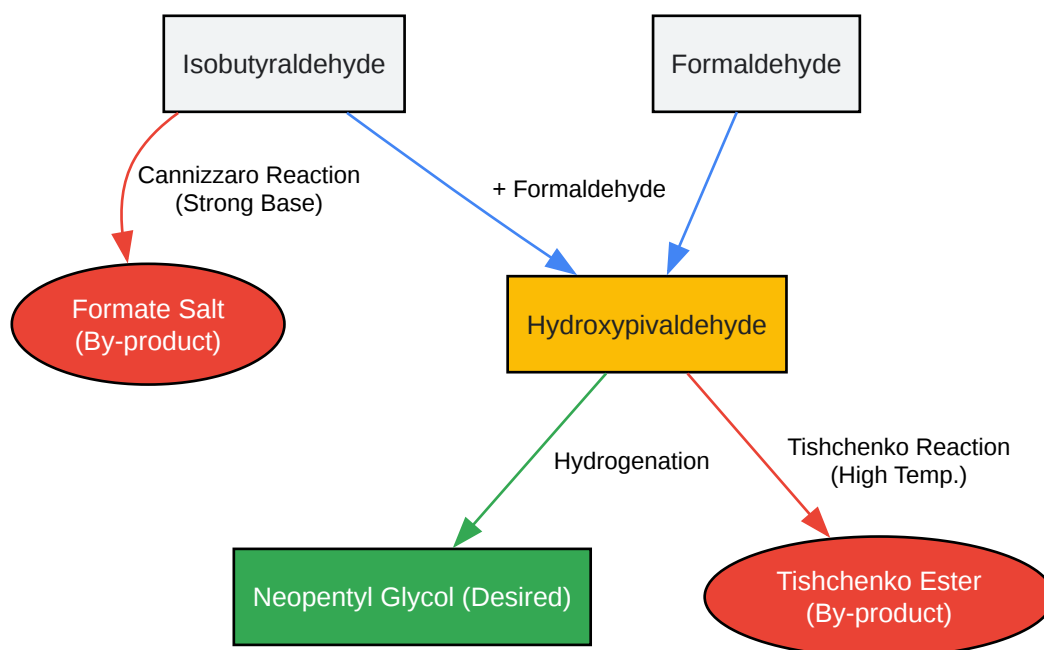 Isobutyraldehyde
Formaldehyde
Cannizzaro Reaction
(Strong Base)
+ Formaldehyde
Formate Salt
(By-product)
Hydroxypivaldehyde
Hydrogenation
Tishchenko Reaction
(High Temp.)
Neopentyl Glycol (Desired)
Tishchenko Ester
(By-product)